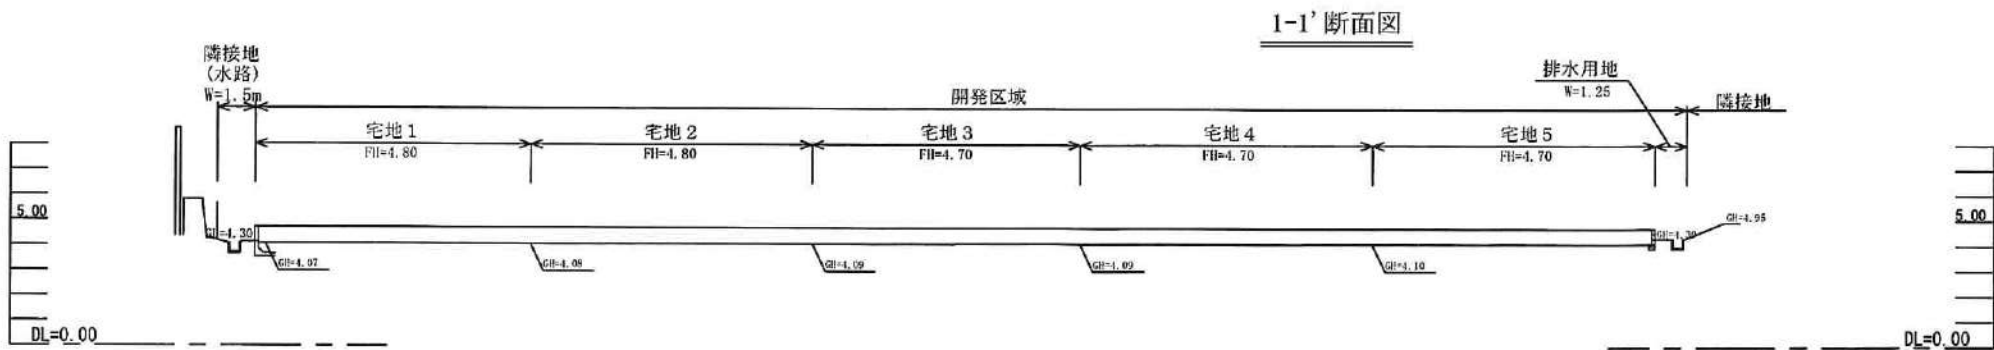 1-1'断面図
隣接地
(水路)
W=1.5m
開発区域
排水用地
W=1.25
隣接地
宅地1
FH=4.80
宅地2
FH=4.80
宅地3
FH=4.70
宅地4
FH=4.70
宅地5
FH=4.70
5.00
GH=4.30
GH=4.07
GH=4.08
GH=4.09
GH=4.09
GH=4.10
GH=4.30
GH=4.95
5.00
DL=0.00
DL=0.00